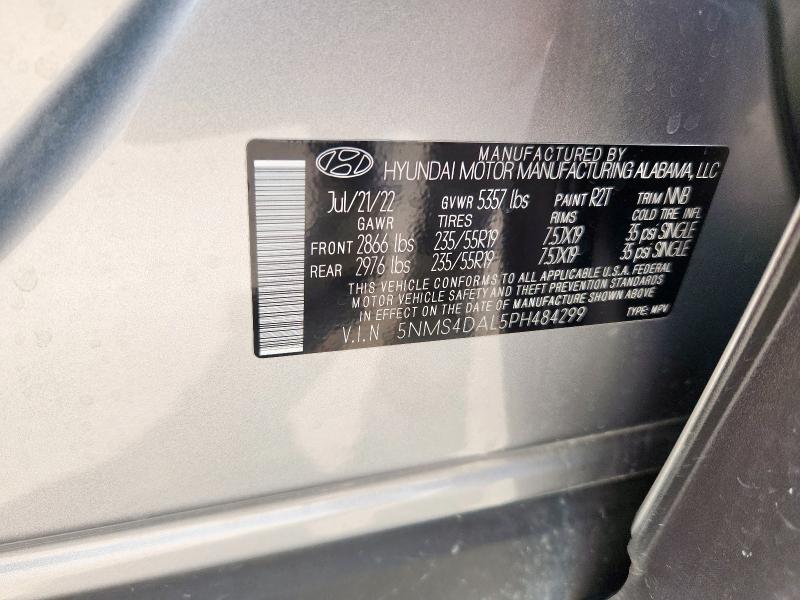 MANUFACTURED BY
HYUNDAI MOTOR MANUFACTURING ALABAMA, LLC
Jul/21/22 GVWR 5357 lbs PAINT R2T TRIM NNB
GAWR TIRES RIMS COLD TIRE INFL
FRONT 2866 lbs 235/55R19 7.5JX19 35 psi SINGLE
REAR 2976 lbs 235/55R19 7.5JX19 35 psi SINGLE
THIS VEHICLE CONFORMS TO ALL APPLICABLE U.S.A. FEDERAL
MOTOR VEHICLE SAFETY AND THEFT PREVENTION STANDARDS
IN EFFECT ON THE DATE OF MANUFACTURE SHOWN ABOVE
V.I.N 5NMS4DAL5PH484299 TYPE: MPV